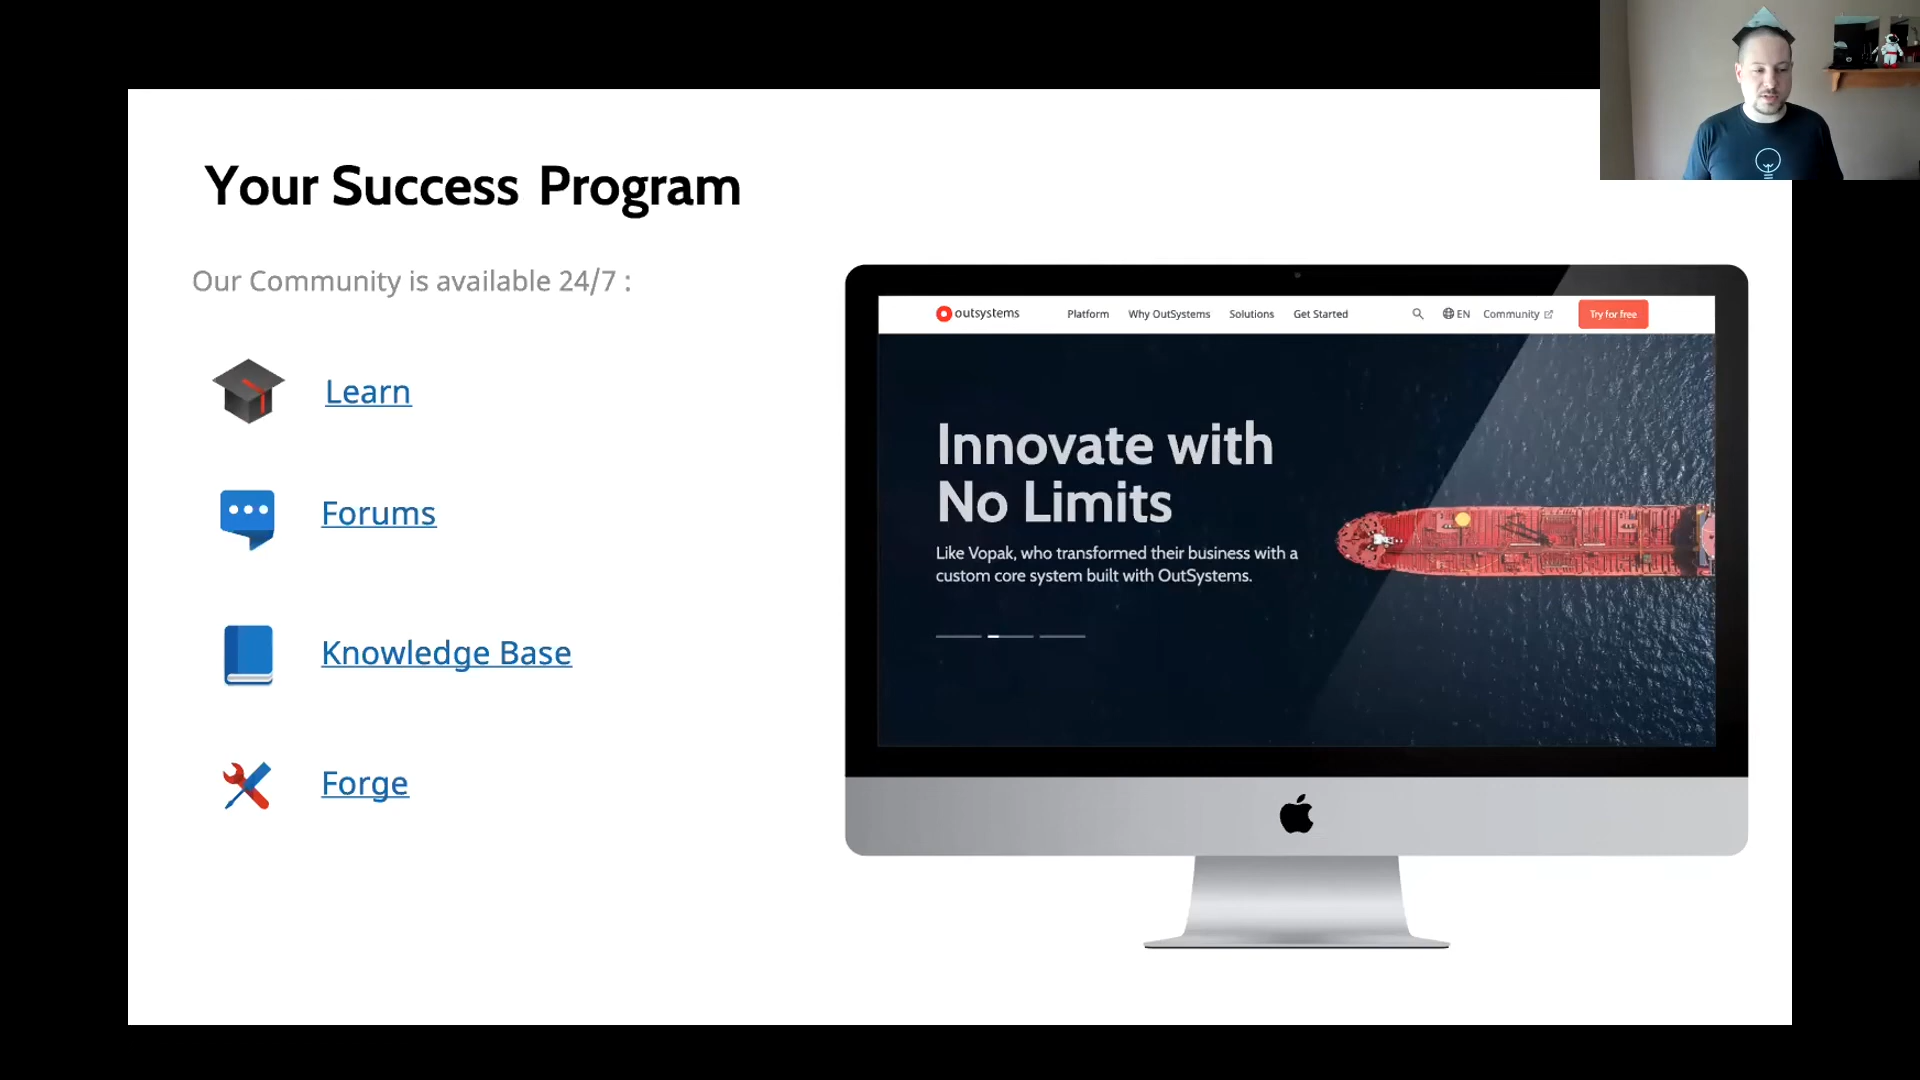 Your Success Program
Our Community is available 24/7 :
Learn
Forums
Knowledge Base
Forge
outsystems
Platform
Why OutSystems
Solutions
Get Started
EN
Community
Try for free
Innovate with
No Limits
Like Vopak, who transformed their business with a
custom core system built with OutSystems.